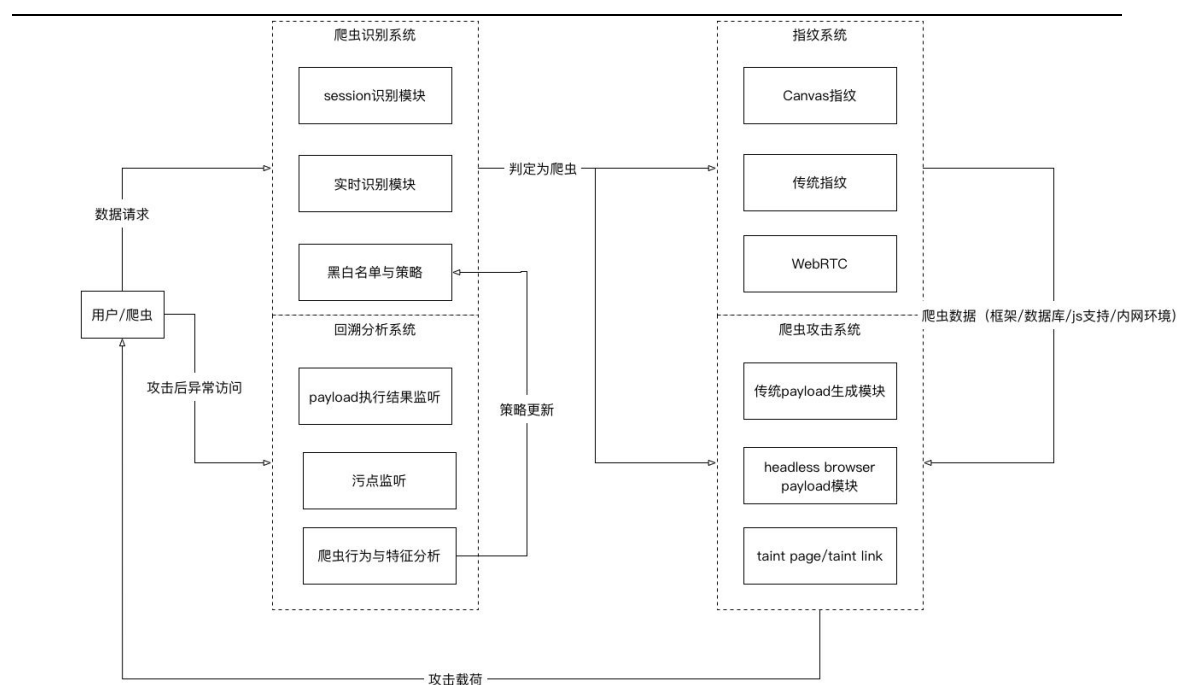 爬虫识别系统
session识别模块
实时识别模块
黑白名单与策略
回溯分析系统
payload执行结果监听
污点监听
爬虫行为与特征分析
数据请求
用户/爬虫
攻击后异常访问
判定为爬虫
策略更新
指纹系统
Canvas指纹
传统指纹
WebRTC
爬虫攻击系统
传统payload生成模块
headless browser
payload模块
taint page/taint link
爬虫数据（框架/数据库/js支持/内网环境）
攻击载荷